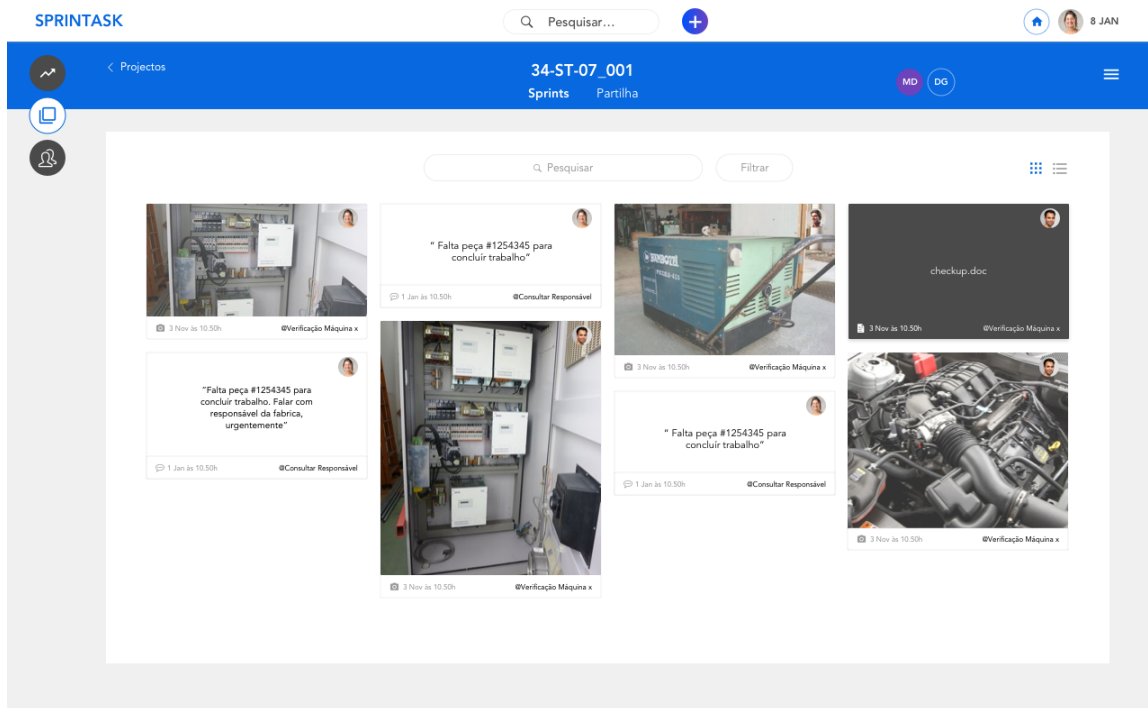 SPRINTASK
Pesquisar...
8 JAN
Projectos
34-ST-07_001
Sprints Partilha
MD DG
Pesquisar
Filtrar
3 Nov às 10.50h @Verificação Máquina x
“Falta peça #1254345 para
concluír trabalho. Falar com
responsável da fabrica,
urgentemente”
1 Jan às 10.50h @Consultar Responsável
“ Falta peça #1254345 para
concluír trabalho”
1 Jan às 10.50h @Consultar Responsável
3 Nov às 10.50h @Verificação Máquina x
3 Nov às 10.50h @Verificação Máquina x
“ Falta peça #1254345 para
concluír trabalho”
1 Jan às 10.50h @Consultar Responsável
checkup.doc
3 Nov às 10.50h @Verificação Máquina x
3 Nov às 10.50h @Verificação Máquina x